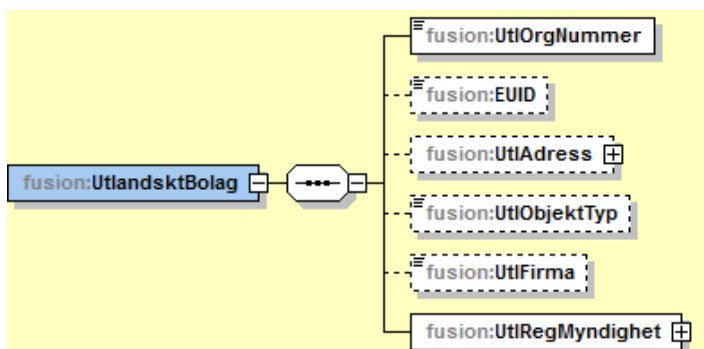 fusion:UtlOrgNummer
fusion:EUID
fusion:UtlAdress
fusion:UtlandsktBolag
fusion:UtlObjektTyp
fusion:UtlFirma
fusion:UtlRegMyndighet